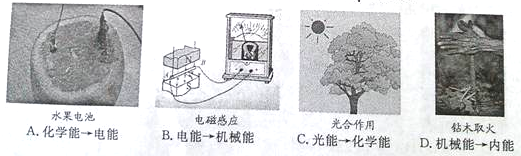 水果电池
A. 化学能→电能
电磁感应
B. 电能→机械能
光合作用
C. 光能→化学能
钻木取火
D. 机械能→内能